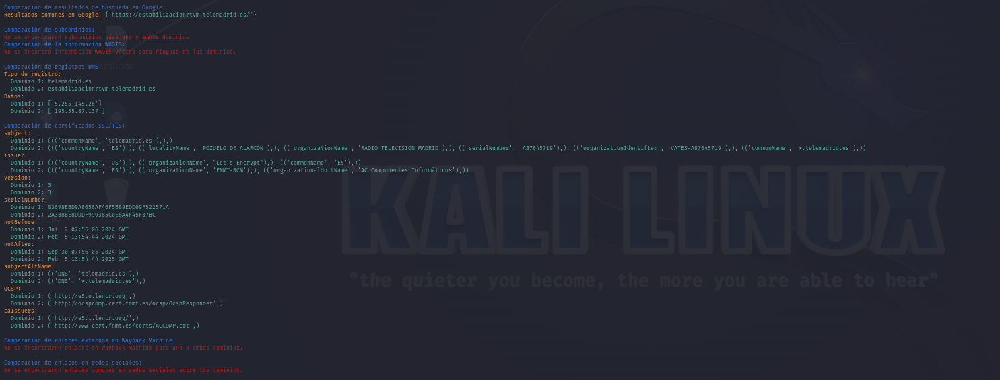 Comparación de resultados de búsqueda en Google:
Resultados comunes en Google: {'https://estabilizacionrtvm.telemadrid.es/'}
Comparación de subdominios:
No se encontraron subdominios para uno o ambos dominios.
Comparación de la información WHOIS:
No se encontró información WHOIS válida para ninguno de los dominios.
Comparación de registros DNS:
Tipo de registro:
Dominio 1: telemadrid.es
Dominio 2: estabilizacionrtvm.telemadrid.es
Datos:
Dominio 1: ['5.255.145.26']
Dominio 2: ['195.55.87.137']
Comparación de certificados SSL/TLS:
subject:
Dominio 1: ((('commonName', 'telemadrid.es'),),)
Dominio 2: ((('countryName', 'ES'),), (('localityName', 'POZUELO DE ALARCÓN'),), (('organizationName', 'RADIO TELEVISION MADRID'),), (('serialNumber', 'A87645719'),), (('organizationIdentifier', 'VATES-A87645719'),), (('commonName', '*.telemadrid.es'),))
issuer:
Dominio 1: ((('countryName', 'US'),), (('organizationName', "Let's Encrypt"),), (('commonName', 'E5'),))
Dominio 2: ((('countryName', 'ES'),), (('organizationName', 'FNMT-RCM'),), (('organizationalUnitName', 'AC Componentes Informáticos'),))
version:
Dominio 1: 3
Dominio 2: 3
serialNumber:
Dominio 1: 03698EBD9A8658AF46F5B89EDD09F522571A
Dominio 2: 2A3B8BE8DDDF999365C0E8A4F45F37BC
notBefore:
Dominio 1: Jul  2 07:56:06 2024 GMT
Dominio 2: Feb  5 13:54:44 2024 GMT
notAfter:
Dominio 1: Sep 30 07:56:05 2024 GMT
Dominio 2: Feb  5 13:54:44 2025 GMT
subjectAltName:
Dominio 1: (('DNS', 'telemadrid.es'),)
Dominio 2: (('DNS', '*.telemadrid.es'),)
OCSP:
Dominio 1: ('http://e5.o.lencr.org',)
Dominio 2: ('http://ocspcomp.cert.fnmt.es/ocsp/OcspResponder',)
caIssuers:
Dominio 1: ('http://e5.i.lencr.org/',)
Dominio 2: ('http://www.cert.fnmt.es/certs/ACCOMP.crt',)
Comparación de enlaces externos en Wayback Machine:
No se encontraron enlaces en Wayback Machine para uno o ambos dominios.
Comparación de enlaces en redes sociales:
No se encontraron enlaces comunes en redes sociales entre los dominios.
KALI LINUX
"the quieter you become, the more you are able to hear"
Trash